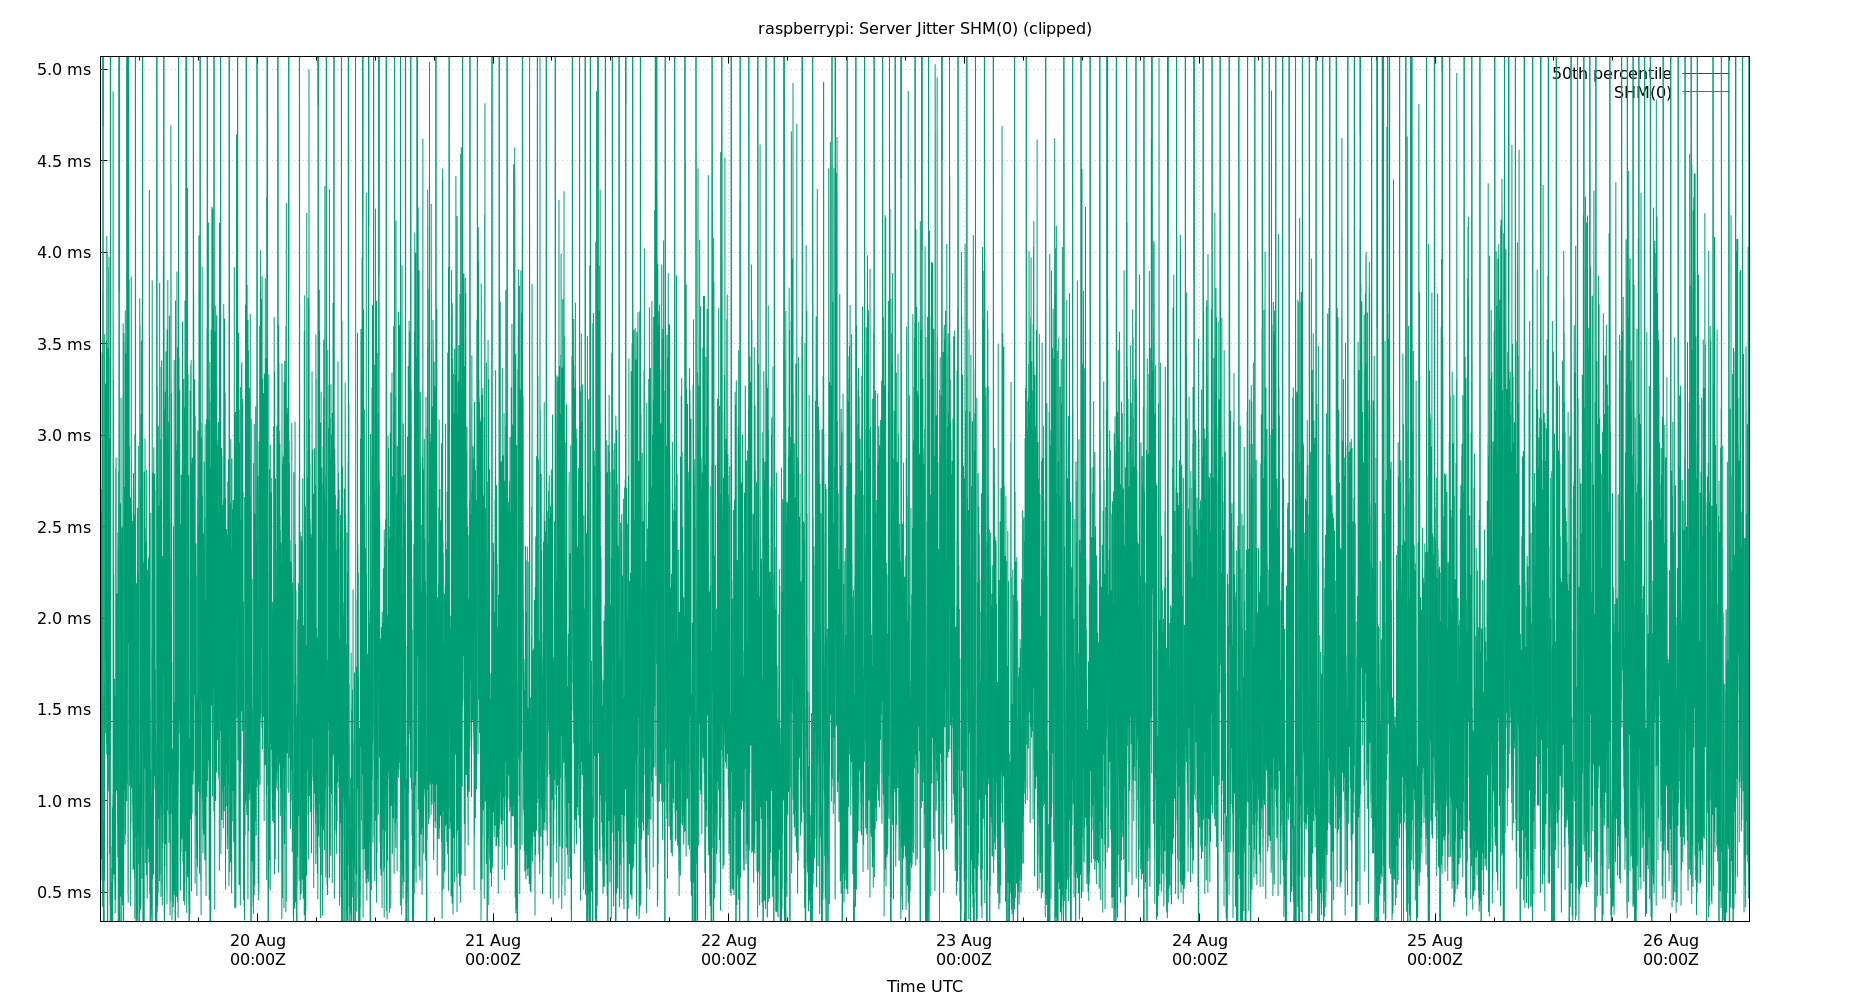 raspberrypi: Server Jitter SHM(0) (clipped)
5.0 ms
50th percentile
SHM(0)
4.5 ms
4.0 ms
3.5 ms
3.0 ms
2.5 ms
2.0 ms
1.5 ms
1.0 ms
0.5 ms
20 Aug 21 Aug 22 Aug 23 Aug 24 Aug 25 Aug 26 Aug
00:00Z 00:00Z 00:00Z 00:00Z 00:00Z 00:00Z 00:00Z
Time UTC